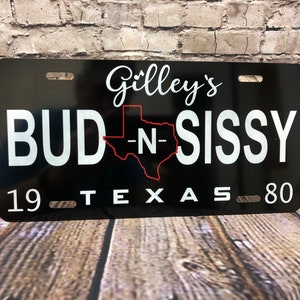 Gilley's
BUD -N- SISSY
19 TEXAS 80